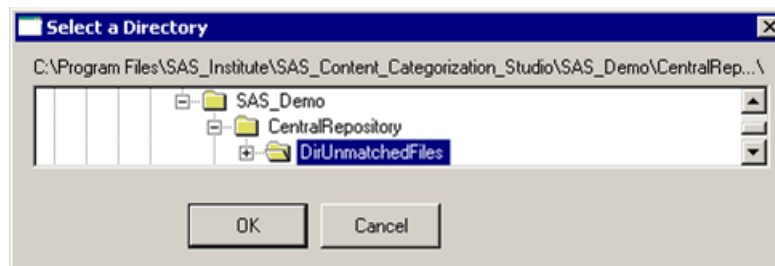 Select a Directory
C:\Program Files\SAS_Institute\SAS_Content_Categorization_Studio\SAS_Demo\CentralRep...\
SAS_Demo
CentralRepository
DirUnmatchedFiles
OK Cancel